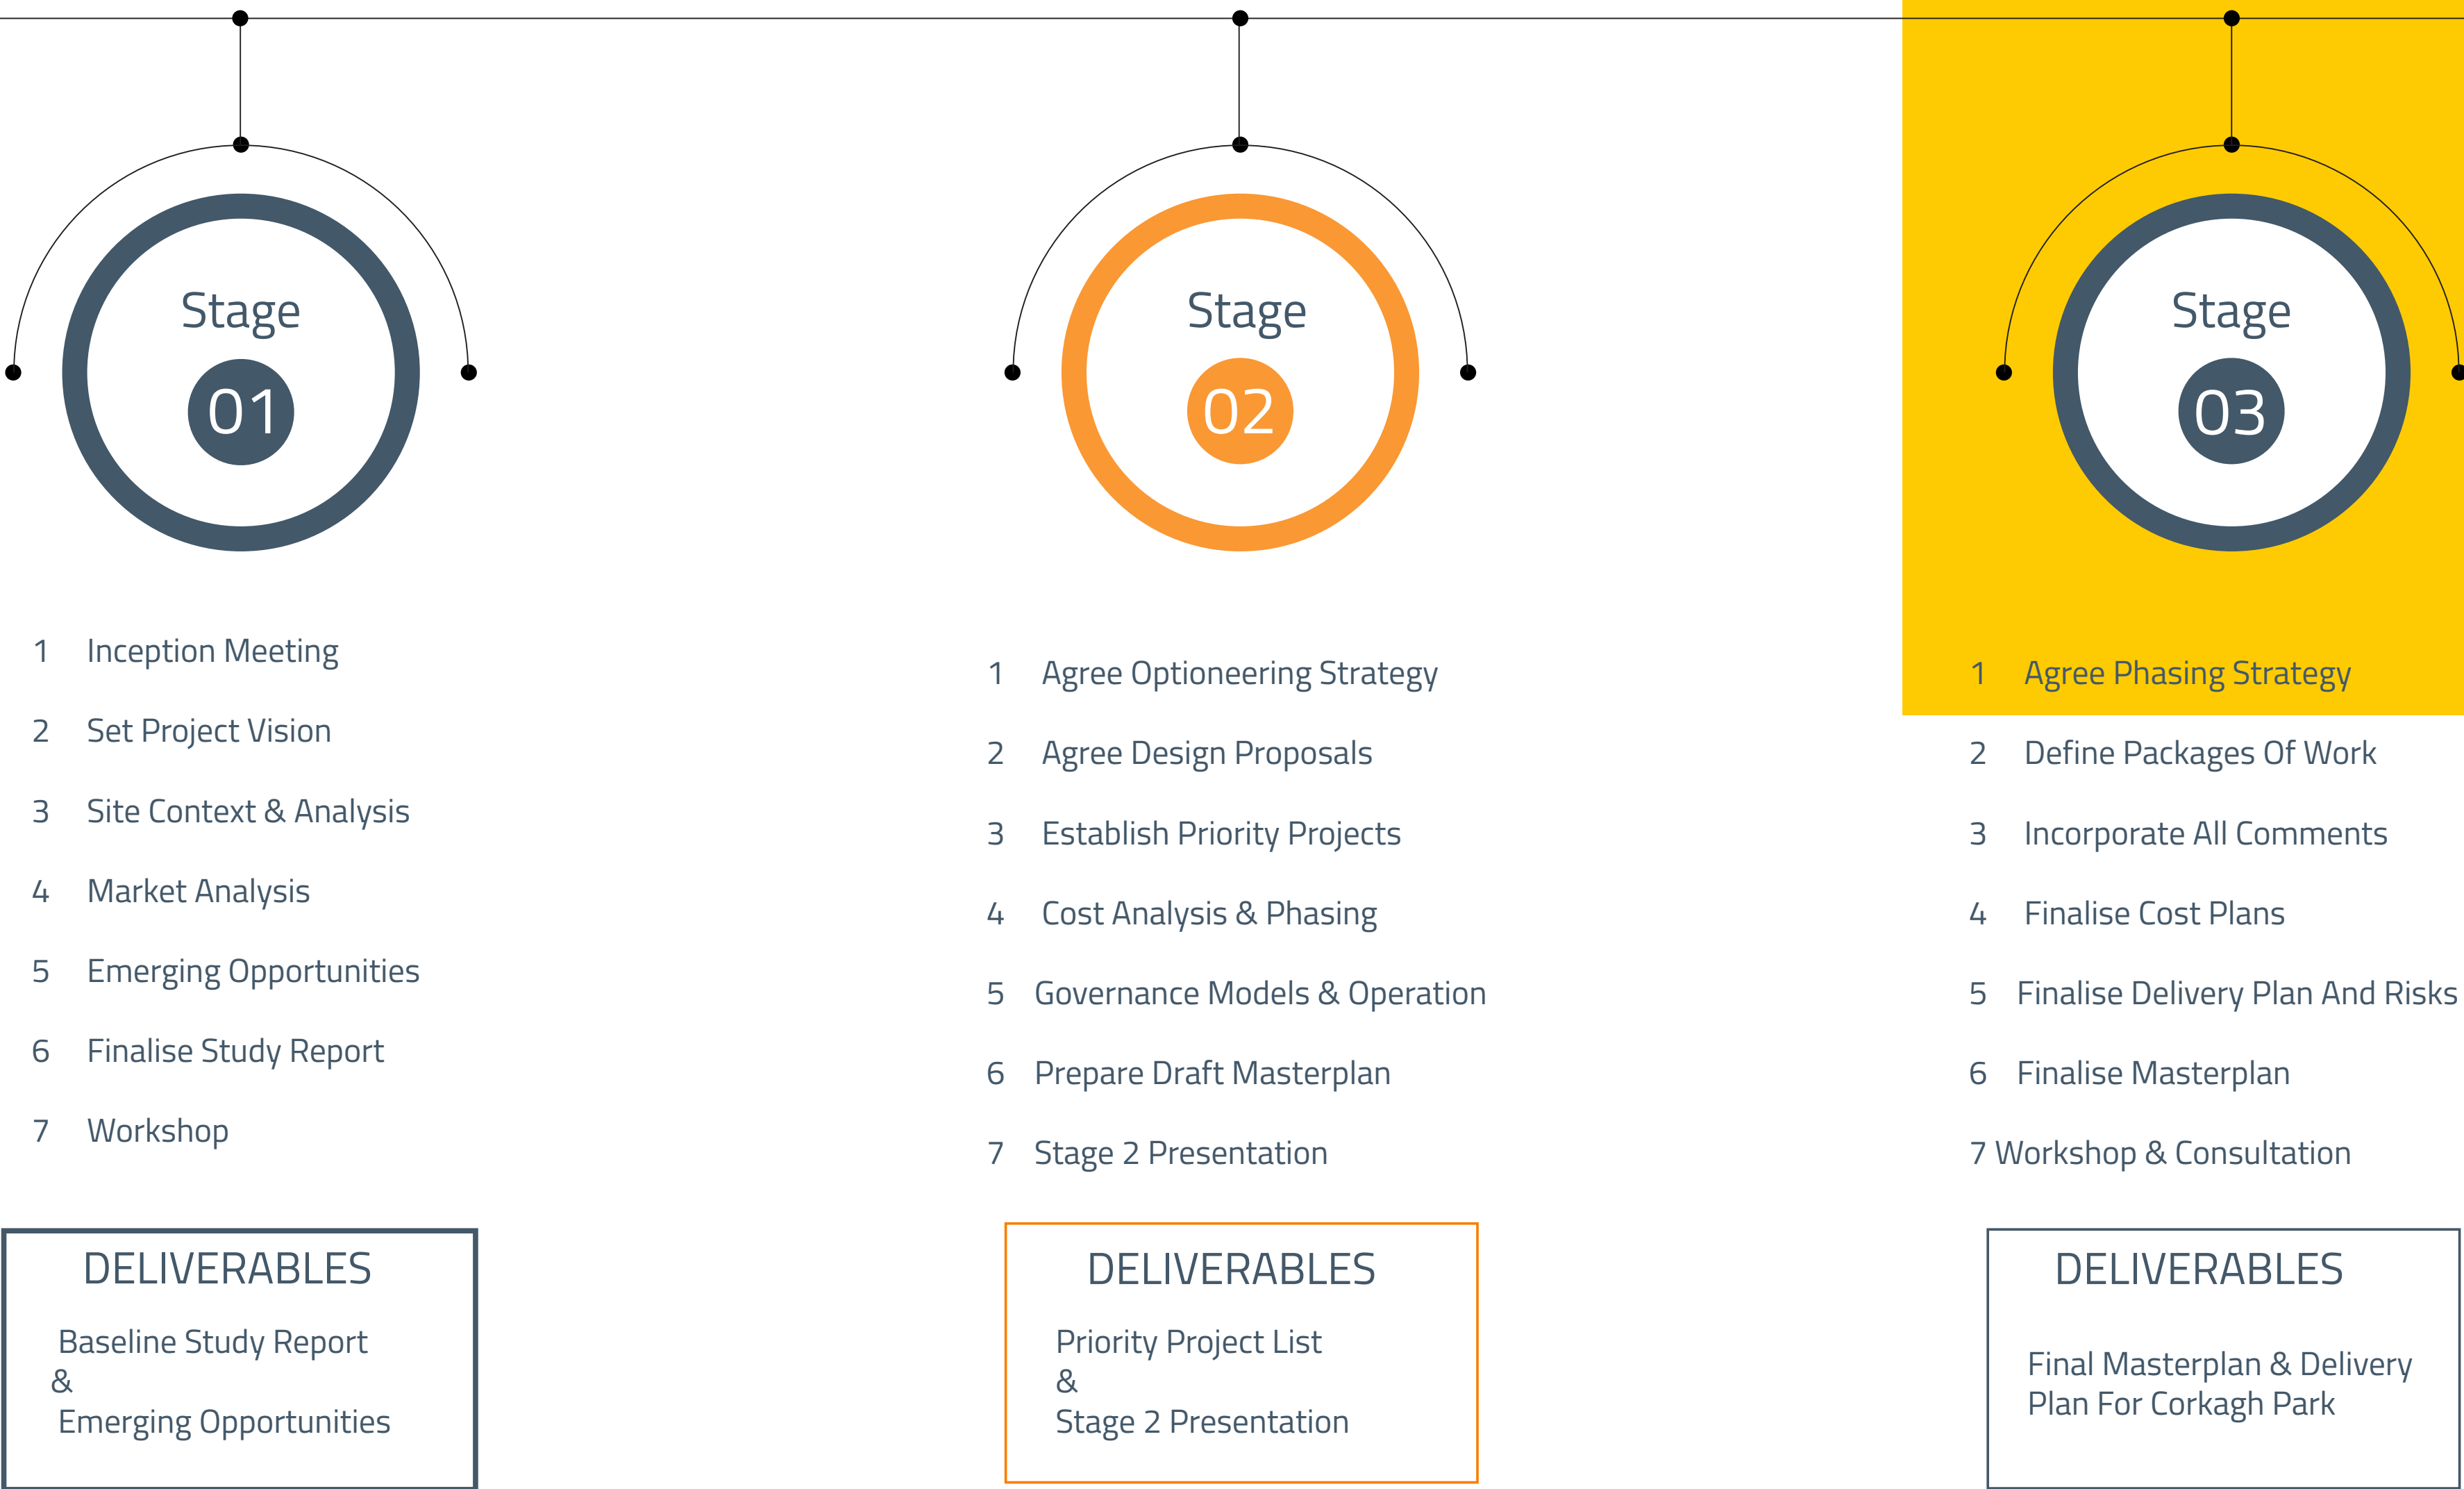 Stage
01
1 Inception Meeting
2 Set Project Vision
3 Site Context & Analysis
4 Market Analysis
5 Emerging Opportunities
6 Finalise Study Report
7 Workshop
DELIVERABLES
Baseline Study Report
&
Emerging Opportunities
Stage
02
1 Agree Optioneering Strategy
2 Agree Design Proposals
3 Establish Priority Projects
4 Cost Analysis & Phasing
5 Governance Models & Operation
6 Prepare Draft Masterplan
7 Stage 2 Presentation
DELIVERABLES
Priority Project List
&
Stage 2 Presentation
Stage
03
1 Agree Phasing Strategy
2 Define Packages Of Work
3 Incorporate All Comments
4 Finalise Cost Plans
5 Finalise Delivery Plan And Risks
6 Finalise Masterplan
7 Workshop & Consultation
DELIVERABLES
Final Masterplan & Delivery
Plan For Corkagh Park